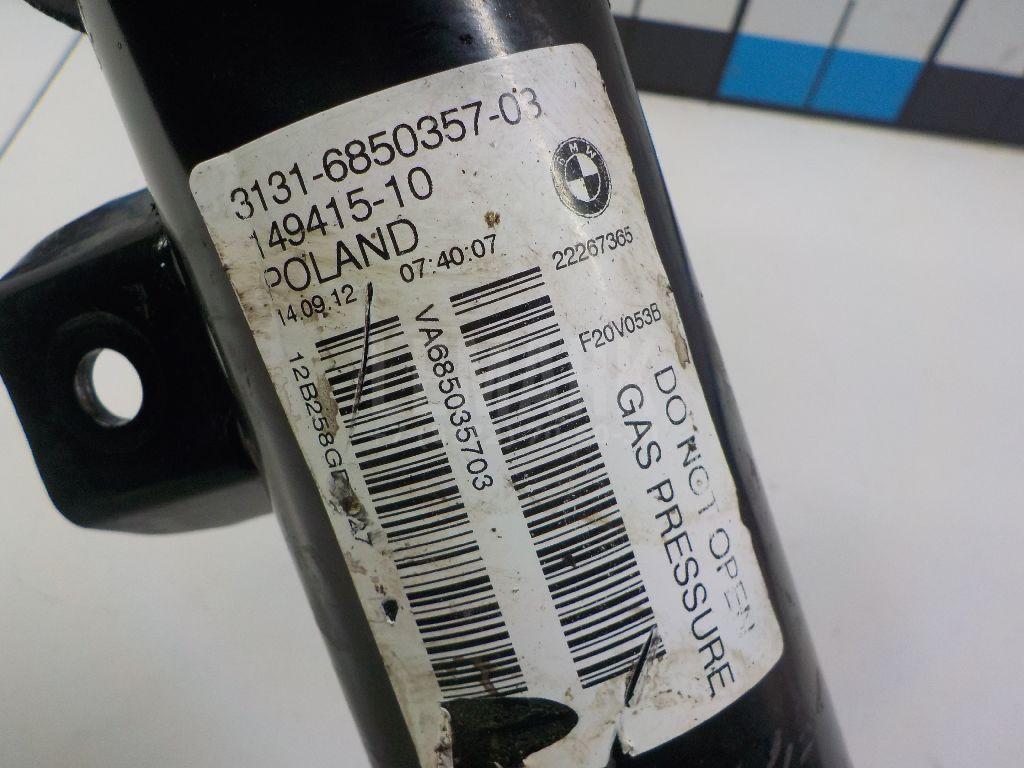 3131-6850357-03
149415-10
POLAND
14.09.12 07:40:07
22267365
F20V053B
BMW
VA685035703
DO NOT OPEN
GAS PRESSURE